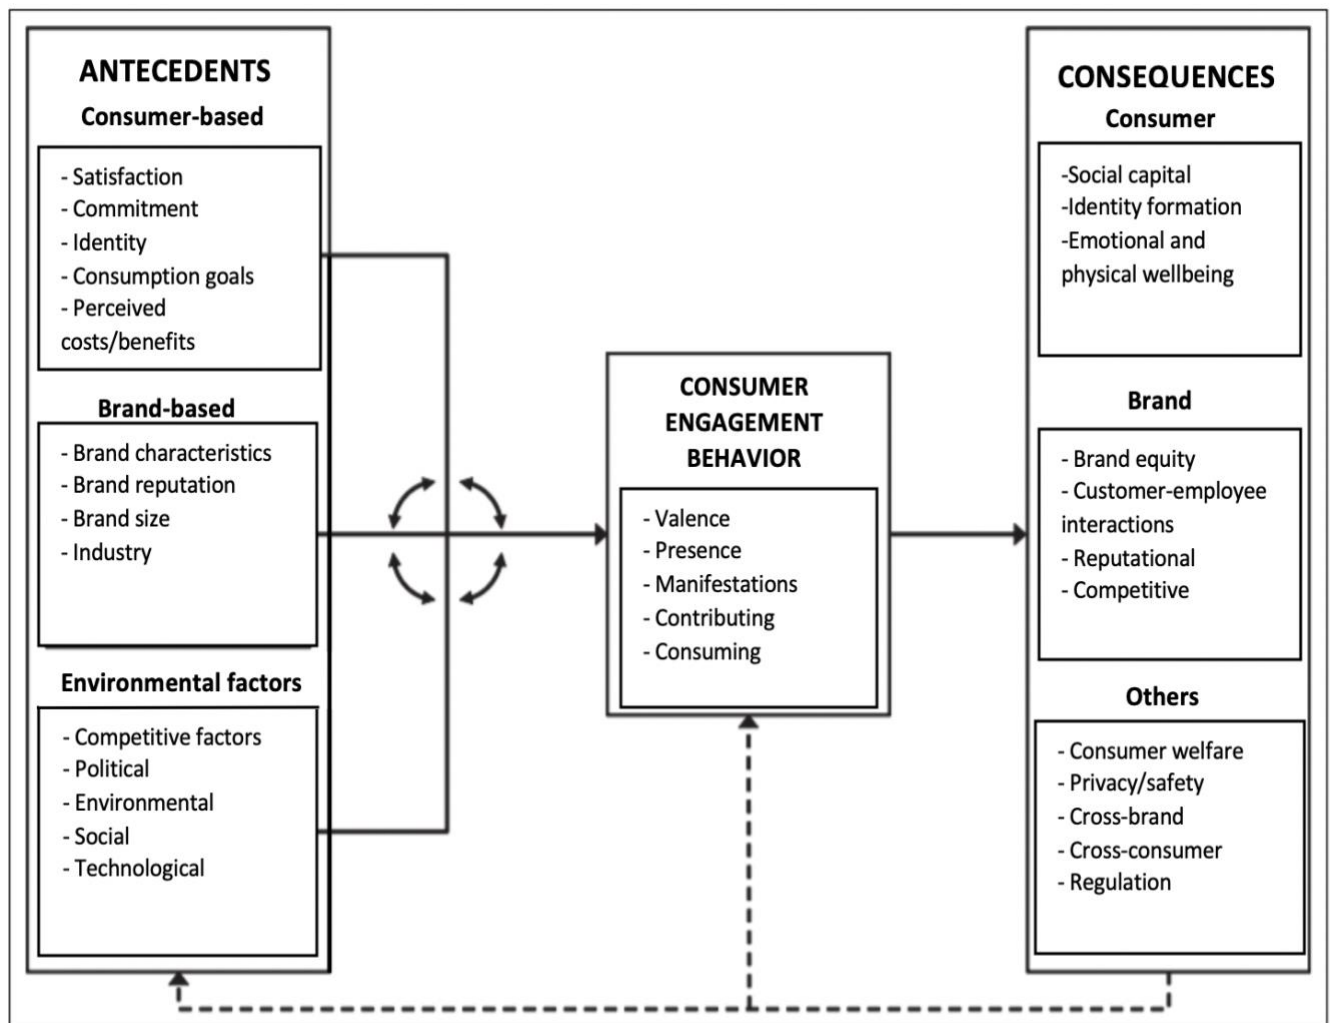 ANTECEDENTS
Consumer-based
- Satisfaction
- Commitment
- Identity
- Consumption goals
- Perceived
costs/benefits
Brand-based
- Brand characteristics
- Brand reputation
- Brand size
- Industry
Environmental factors
- Competitive factors
- Political
- Environmental
- Social
- Technological
CONSUMER
ENGAGEMENT
BEHAVIOR
- Valence
- Presence
- Manifestations
- Contributing
- Consuming
CONSEQUENCES
Consumer
-Social capital
-Identity formation
-Emotional and
physical wellbeing
Brand
- Brand equity
- Customer-employee
interactions
- Reputational
- Competitive
Others
- Consumer welfare
- Privacy/safety
- Cross-brand
- Cross-consumer
- Regulation